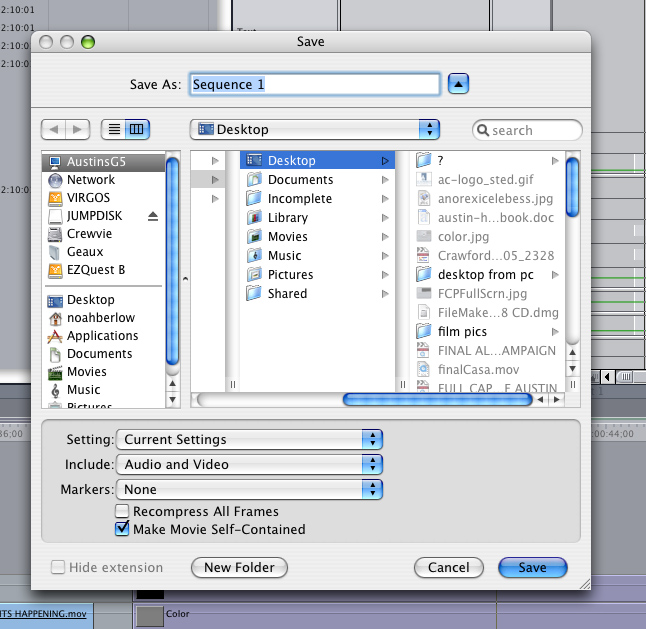 2:10:01
2:10:01
2:10:0
2:10:0
Save
Save As: Sequence 1
Desktop
search
AustinsG5
Network
VIRGOS
JUMPDISK
Crewvie
Geaux
EZQuest B
Desktop
noahberlow
Applications
Documents
Movies
Music
Pictures
Desktop
Documents
Incomplete
Library
Movies
Music
Pictures
Shared
?
ac-logo_sted.gif
anorexicelebess.jpg
austin-h...book.doc
color.jpg
Crawford...05_2328
desktop from pc
FCPFullScrn.jpg
FileMake...8 CD.dmg
film pics
FINAL AL...AMPAIGN
finalCasa.mov
FULL CAP...E AUSTIN
2:10:0
36;00
00:44;00
Setting: Current Settings
Include: Audio and Video
Markers: None
Recompress All Frames
Make Movie Self-Contained
Hide extension
New Folder
Cancel
Save
ITS HAPPENING.mov
Color